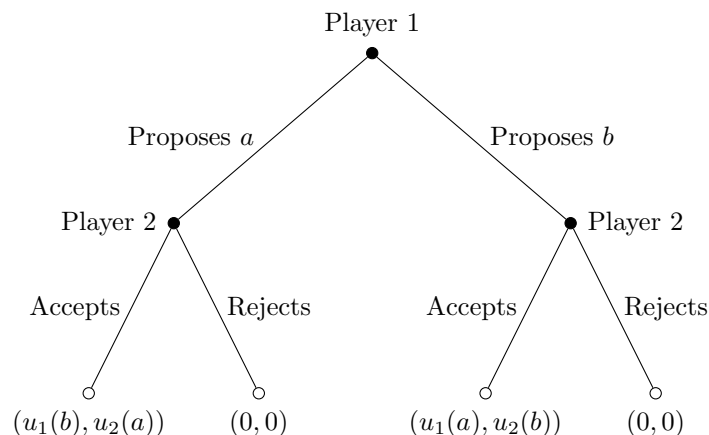 Player 1
Proposes a
Proposes b
Player 2
Player 2
Accepts
Rejects
Accepts
Rejects
(u₁(b), u₂(a))
(0, 0)
(u₁(a), u₂(b))
(0, 0)